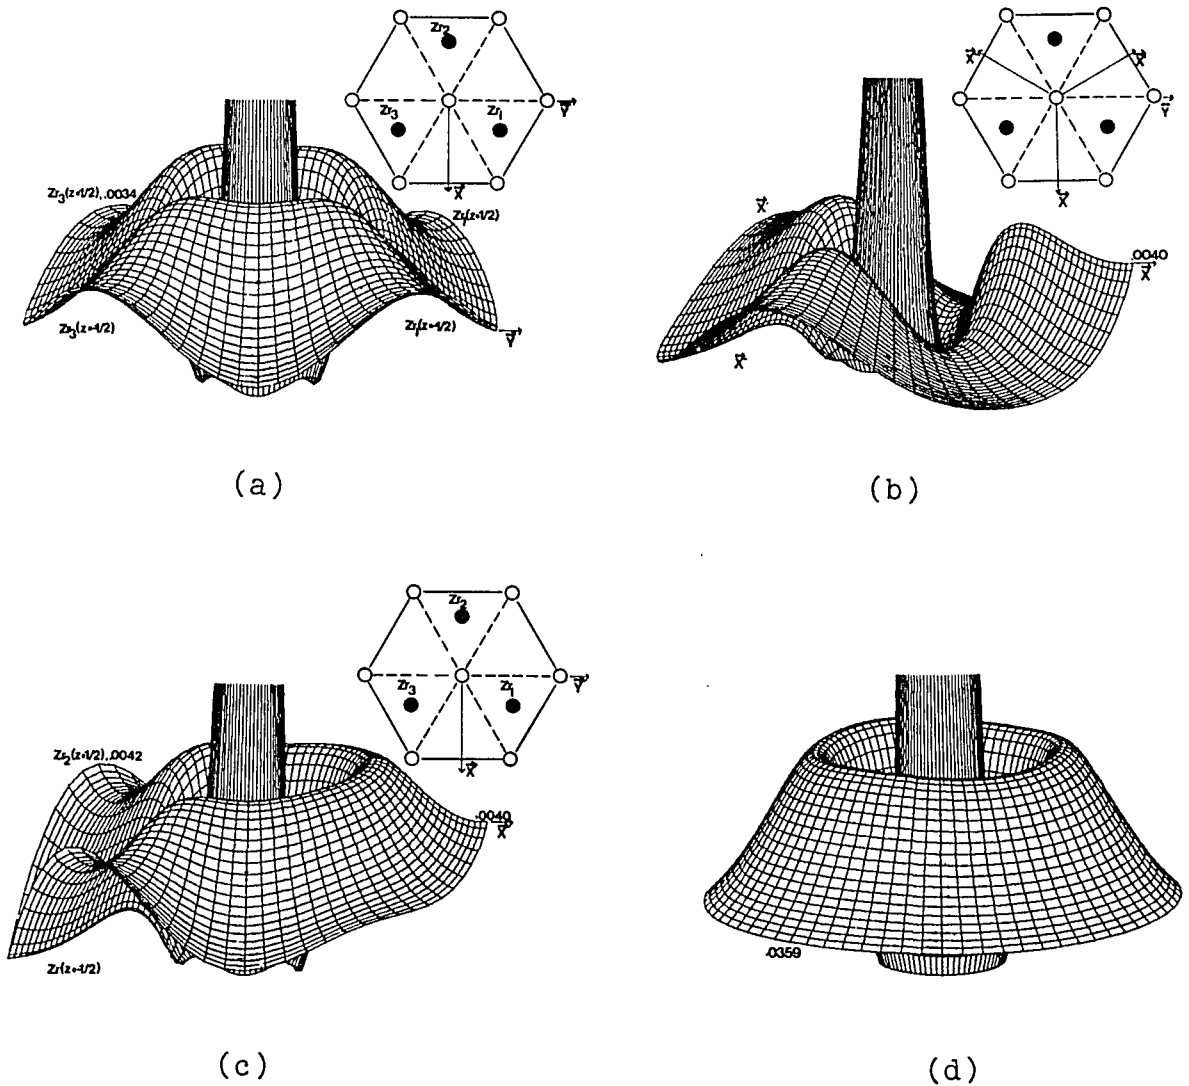 Zr2
Zr3
Zr1
Y
X
Zr3(z+1/2),.0034
Zr1(z+1/2)
Zr3(z-1/2)
Zr1(z-1/2)
Y
(a)
X
X
Y
X
X
.0040
X
X
(b)
Zr2
Zr3
Zr1
Y
X
Zr2(z+1/2),.0042
.0040
X
Zr(z-1/2)
(c)
.0359
(d)